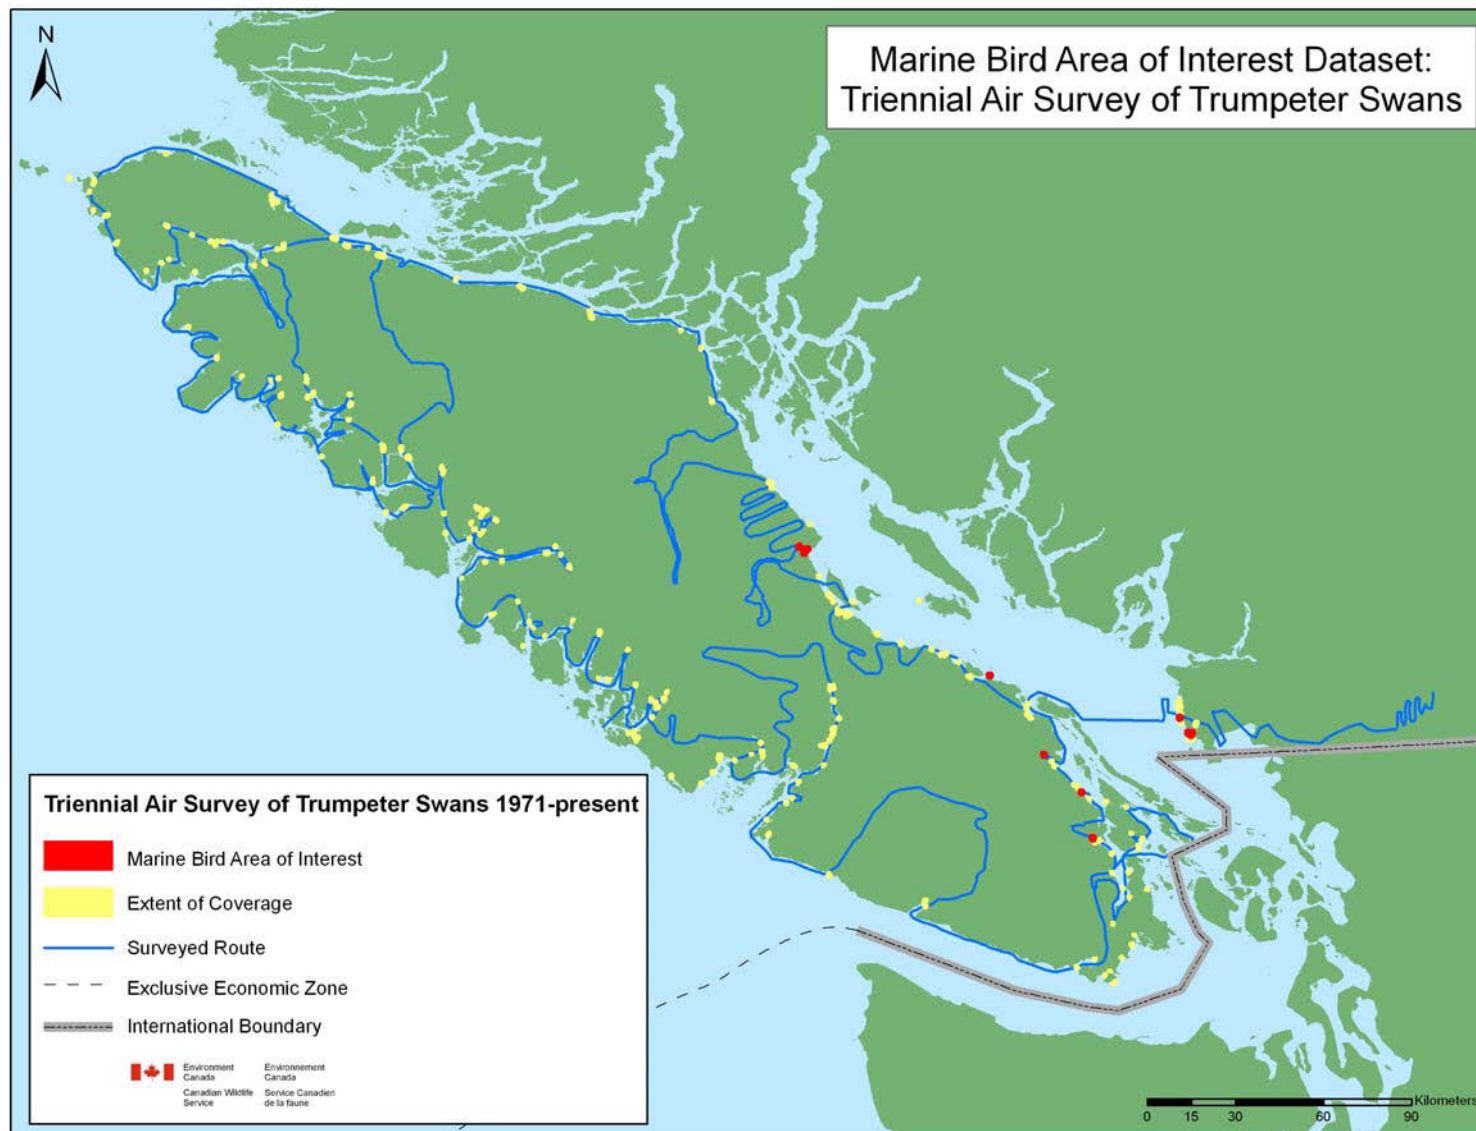 N
Marine Bird Area of Interest Dataset:
Triennial Air Survey of Trumpeter Swans
Triennial Air Survey of Trumpeter Swans 1971-present
Marine Bird Area of Interest
Extent of Coverage
Surveyed Route
Exclusive Economic Zone
International Boundary
Environment Environnement
Canada Canada
Canadian Wildlife Service Canadien
Service de la faune
Kilometers
0 15 30 60 90